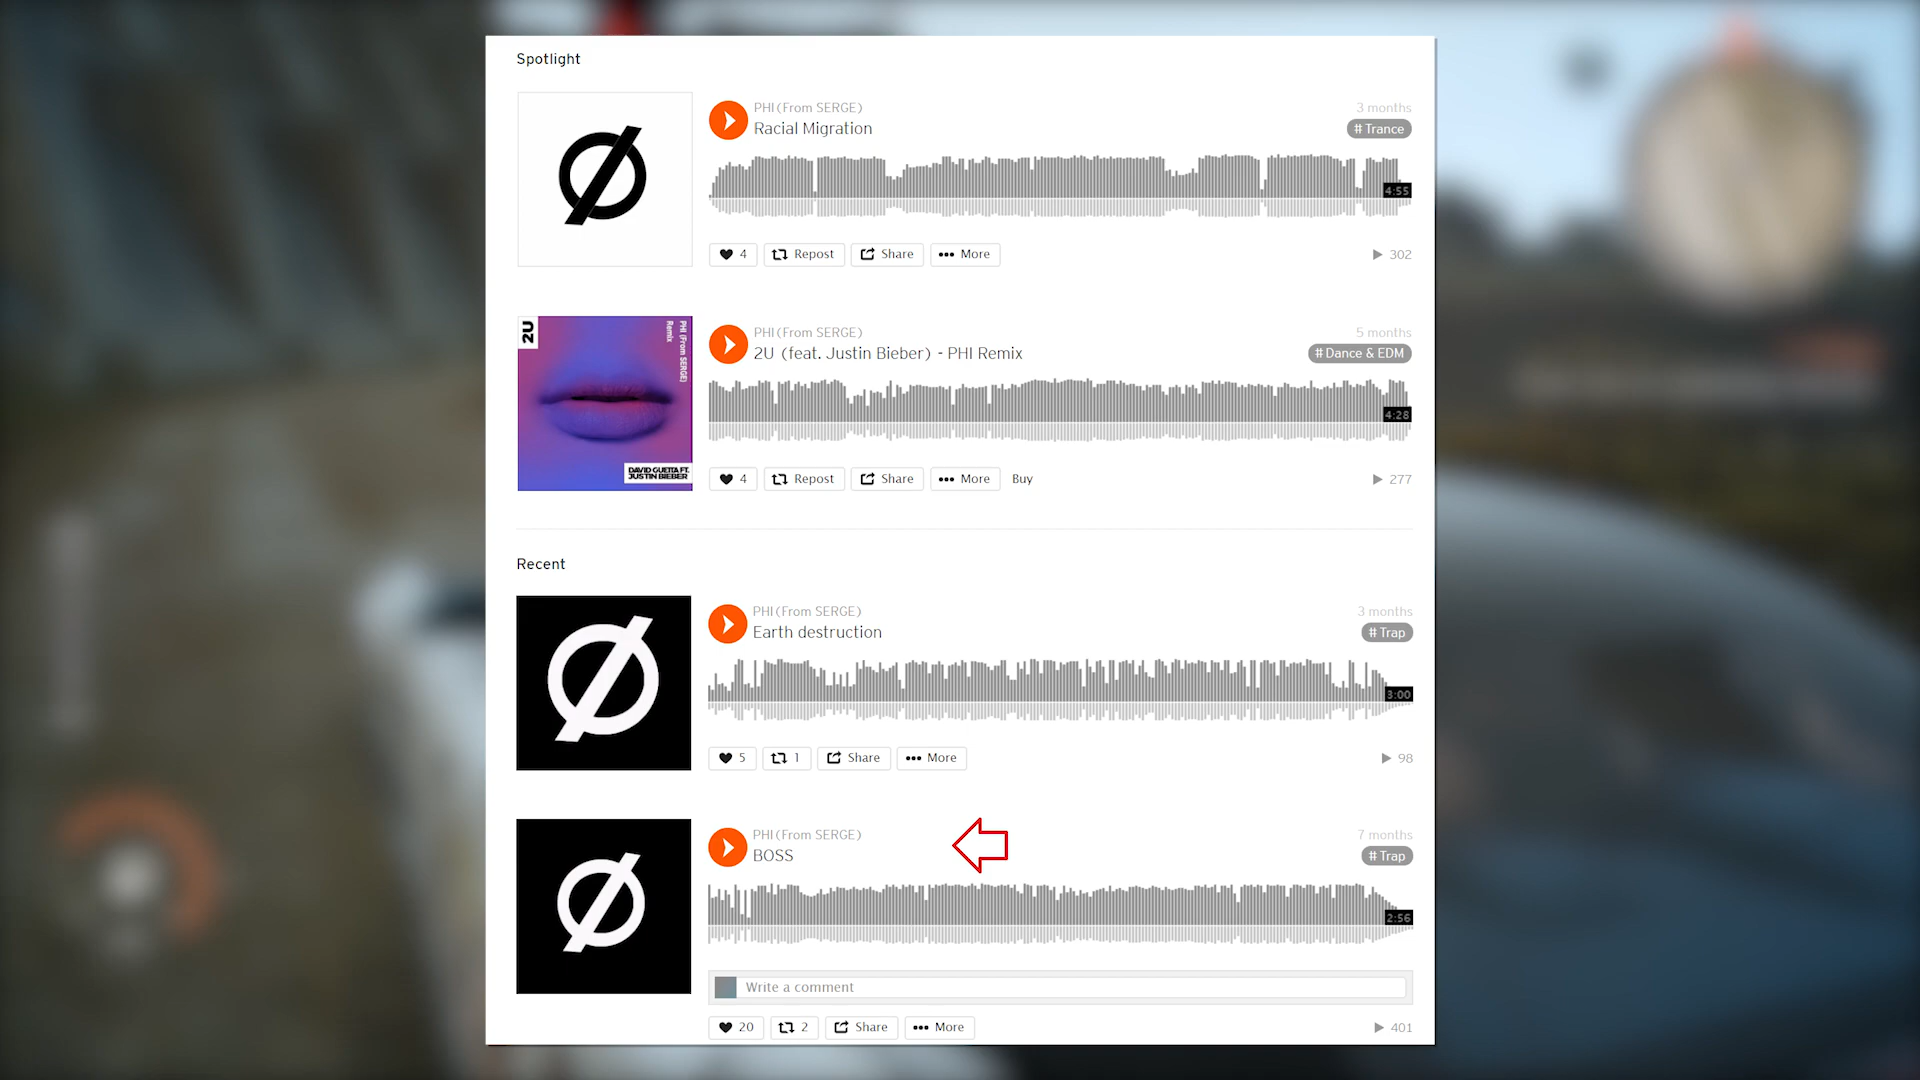 Spotlight
PHI (From SERGE)
3 months
Racial Migration
# Trance
4:55
4
Repost
Share
More
302
2U
PHI (From SERGE)
Remix
DAVID GUETTA FT.
JUSTIN BIEBER
PHI (From SERGE)
5 months
2U (feat. Justin Bieber) - PHI Remix
# Dance & EDM
4:28
4
Repost
Share
More
Buy
277
Recent
PHI (From SERGE)
3 months
Earth destruction
# Trap
3:00
5
1
Share
More
98
PHI (From SERGE)
7 months
BOSS
# Trap
2:56
Write a comment
20
2
Share
More
401